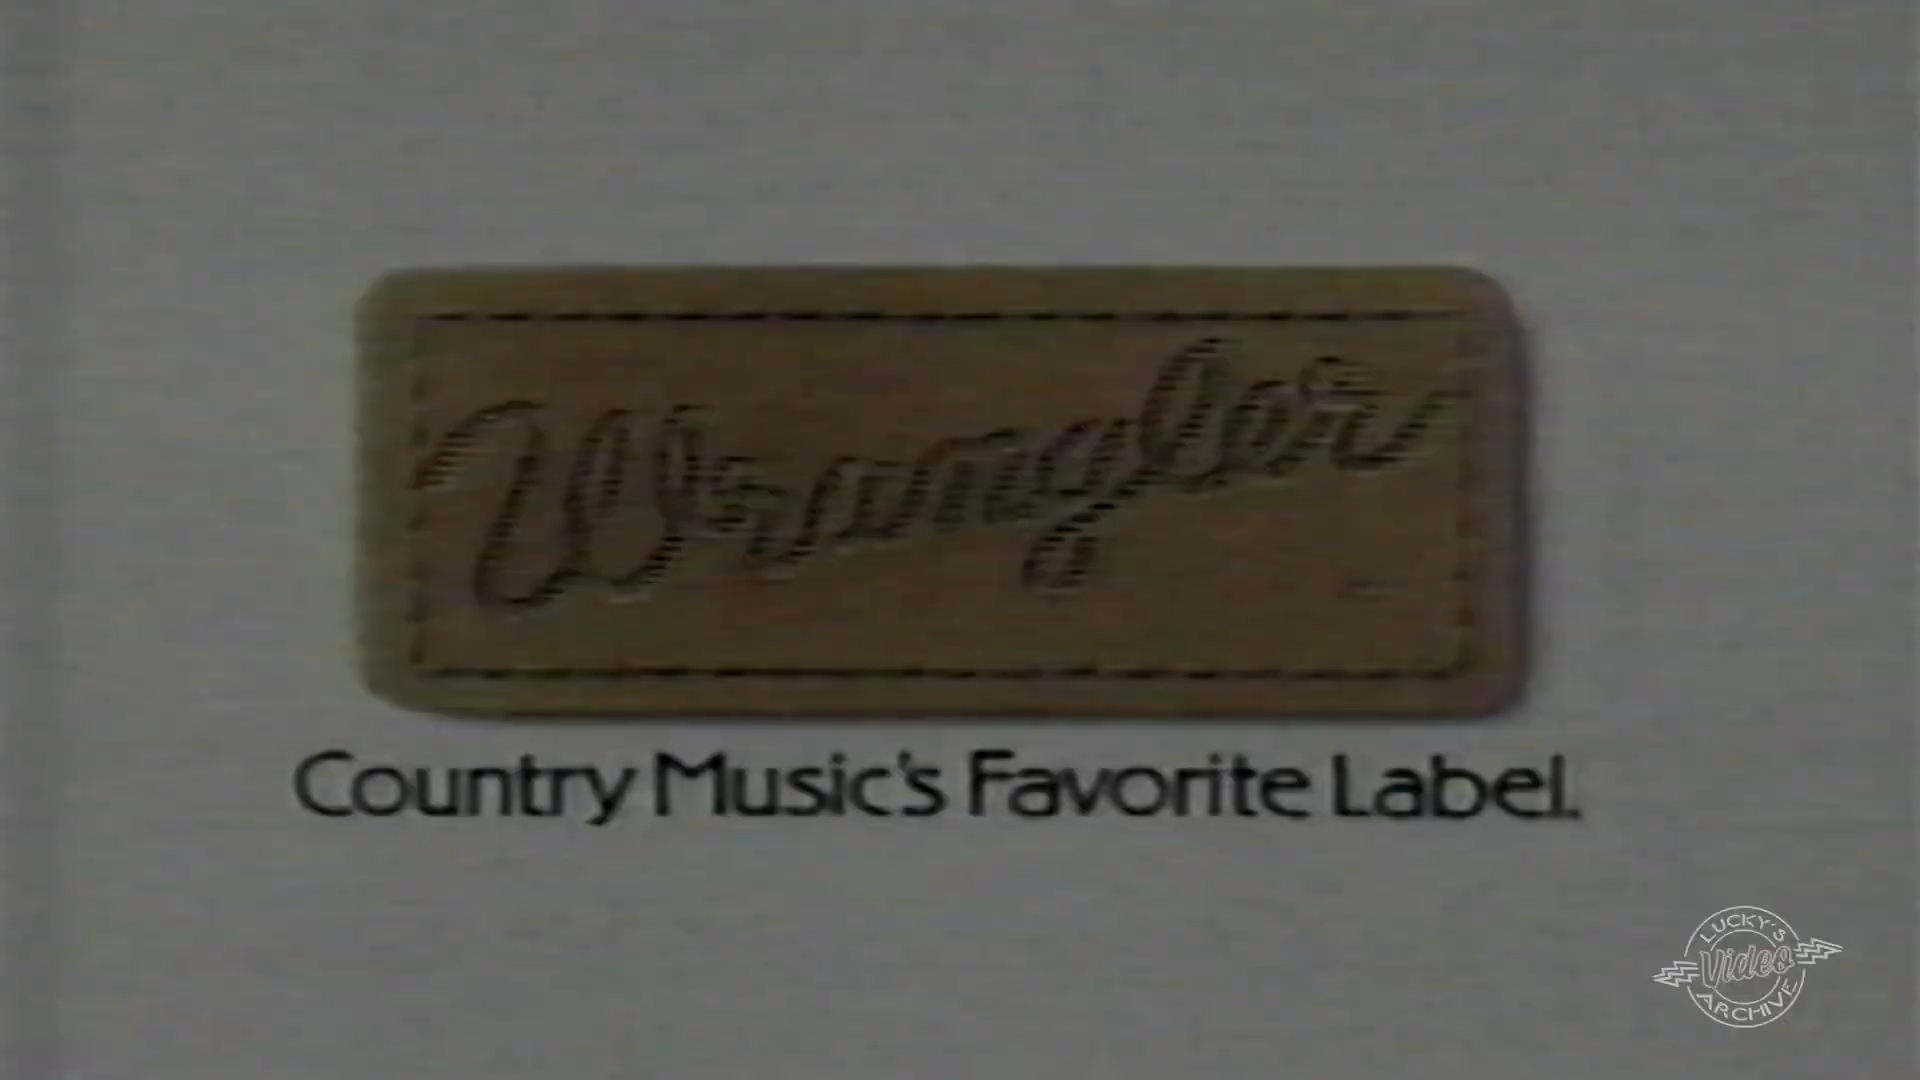 Wrangler
Country Music's Favorite Label.
LUCKY'S
Video
ARCHIVE